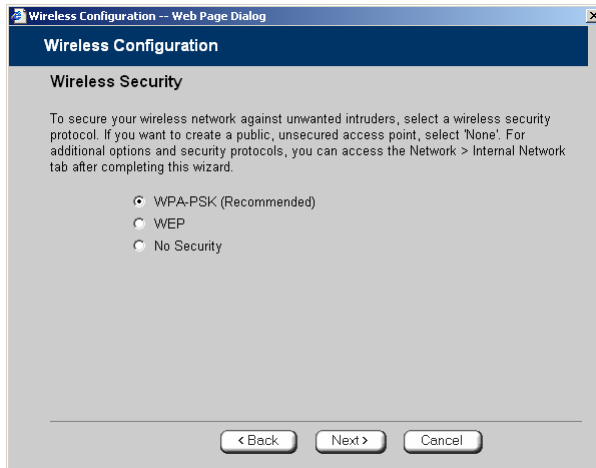 Wireless Configuration -- Web Page Dialog
Wireless Configuration
Wireless Security
To secure your wireless network against unwanted intruders, select a wireless security
protocol. If you want to create a public, unsecured access point, select 'None'. For
additional options and security protocols, you can access the Network > Internal Network
tab after completing this wizard.
WPA-PSK (Recommended)
WEP
No Security
< Back Next > Cancel